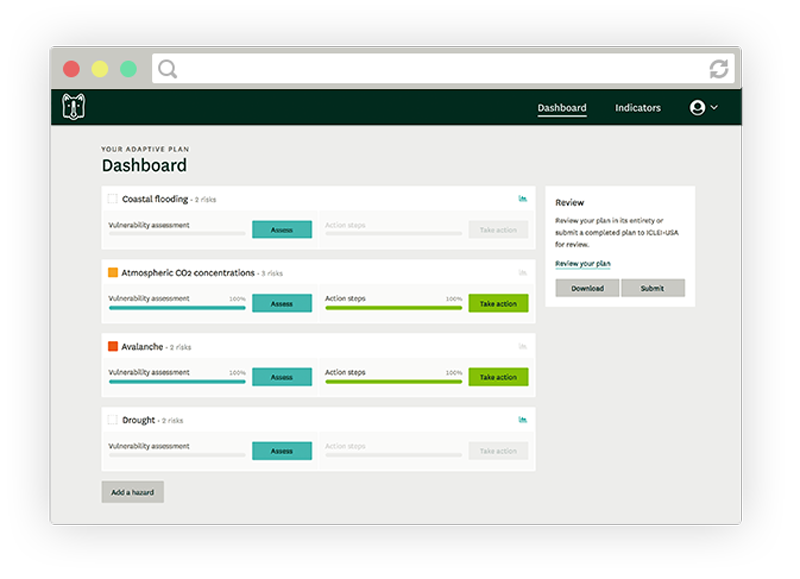 Dashboard
Indicators
YOUR ADAPTIVE PLAN
Dashboard
Coastal flooding - 2 risks
Vulnerability assessment
Assess
Action steps
Take action
Atmospheric CO2 concentrations - 3 risks
Vulnerability assessment 100%
Assess
Action steps 100%
Take action
Avalanche - 2 risks
Vulnerability assessment 100%
Assess
Action steps 100%
Take action
Drought - 2 risks
Vulnerability assessment
Assess
Action steps
Take action
Add a hazard
Review
Review your plan in its entirety or
submit a completed plan to ICLEI-USA
for review.
Review your plan
Download
Submit